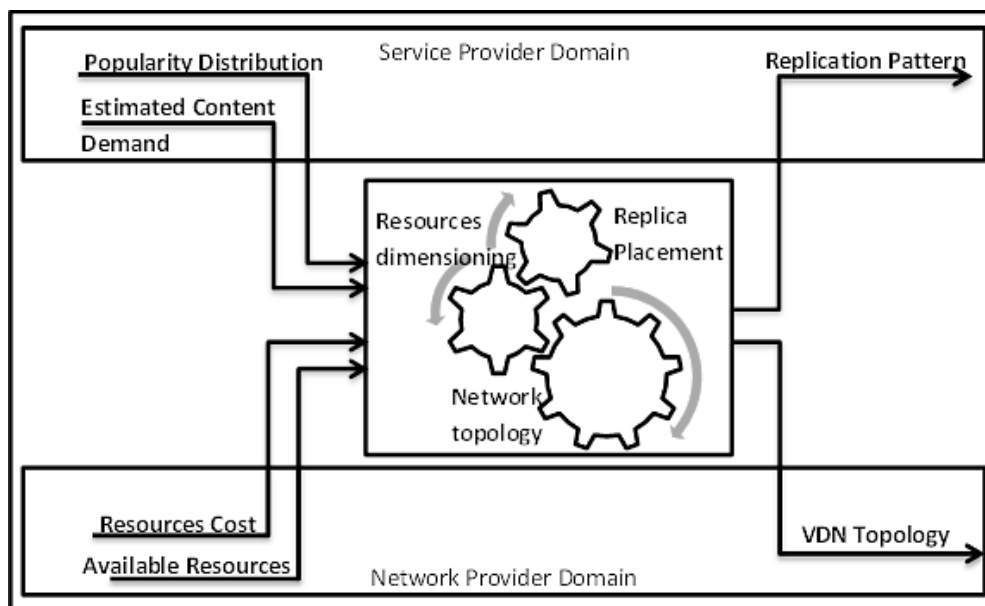 Service Provider Domain
Popularity Distribution
Replication Pattern
Estimated Content
Demand
Resources
dimensioning
Replica
Placement
Network
topology
Resources Cost
VDN Topology
Available Resources
Network Provider Domain